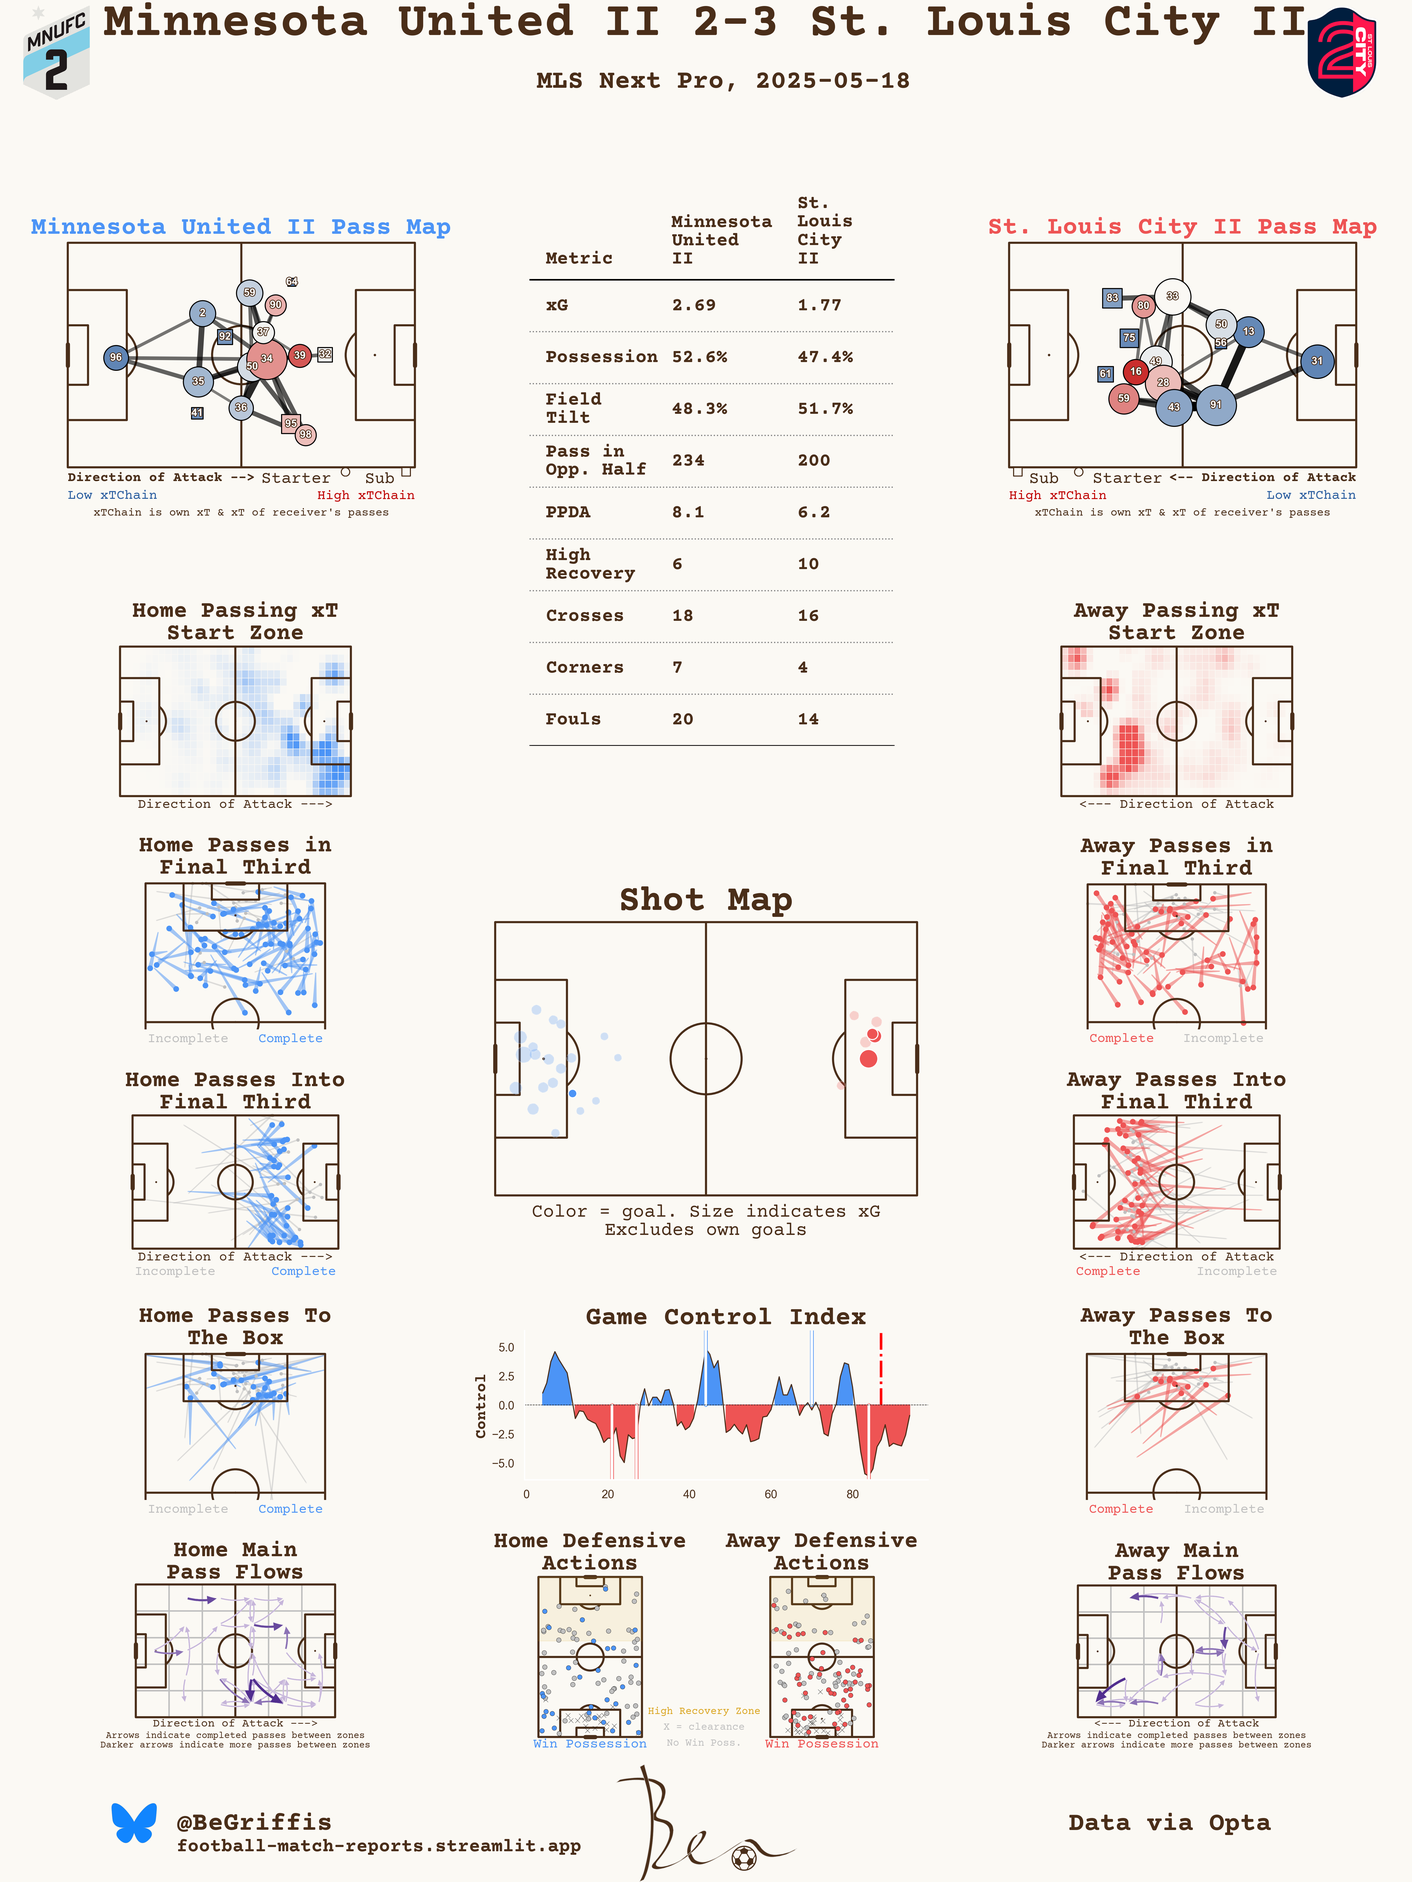 Minnesota United II 2-3 St. Louis City II
MNUFC
2
ST LOUIS
CITY
MLS Next Pro, 2025-05-18
Minnesota United II Pass Map
64
59
90
2
37
92
96
34
39
32
50
35
36
41
95
98
Direction of Attack --> Starter Sub
Low xTChain High xTChain
xTChain is own xT & xT of receiver's passes
Metric Minnesota United II St. Louis City II
xG 2.69 1.77
Possession 52.6% 47.4%
Field Tilt 48.3% 51.7%
Pass in Opp. Half 234 200
PPDA 8.1 6.2
High Recovery 6 10
Crosses 18 16
Corners 7 4
Fouls 20 14
St. Louis City II Pass Map
83
33
80
50
13
75
56
49
31
61
16
28
59
43
91
Sub Starter <-- Direction of Attack
High xTChain Low xTChain
xTChain is own xT & xT of receiver's passes
Home Passing xT
Start Zone
Direction of Attack --->
Away Passing xT
Start Zone
<--- Direction of Attack
Home Passes in
Final Third
Incomplete Complete
Away Passes in
Final Third
Complete Incomplete
Shot Map
Color = goal. Size indicates xG
Excludes own goals
Home Passes Into
Final Third
Direction of Attack --->
Incomplete Complete
Away Passes Into
Final Third
<--- Direction of Attack
Complete Incomplete
Home Passes To
The Box
Incomplete Complete
Game Control Index
Control
5.0
2.5
0.0
−2.5
−5.0
0 20 40 60 80
Away Passes To
The Box
Complete Incomplete
Home Main
Pass Flows
Direction of Attack --->
Arrows indicate completed passes between zones
Darker arrows indicate more passes between zones
Home Defensive
Actions
Win Possession
Away Defensive
Actions
Win Possession
High Recovery Zone
X = clearance
No Win Poss.
Away Main
Pass Flows
<--- Direction of Attack
Arrows indicate completed passes between zones
Darker arrows indicate more passes between zones
@BeGriffis
football-match-reports.streamlit.app
Ben
Data via Opta